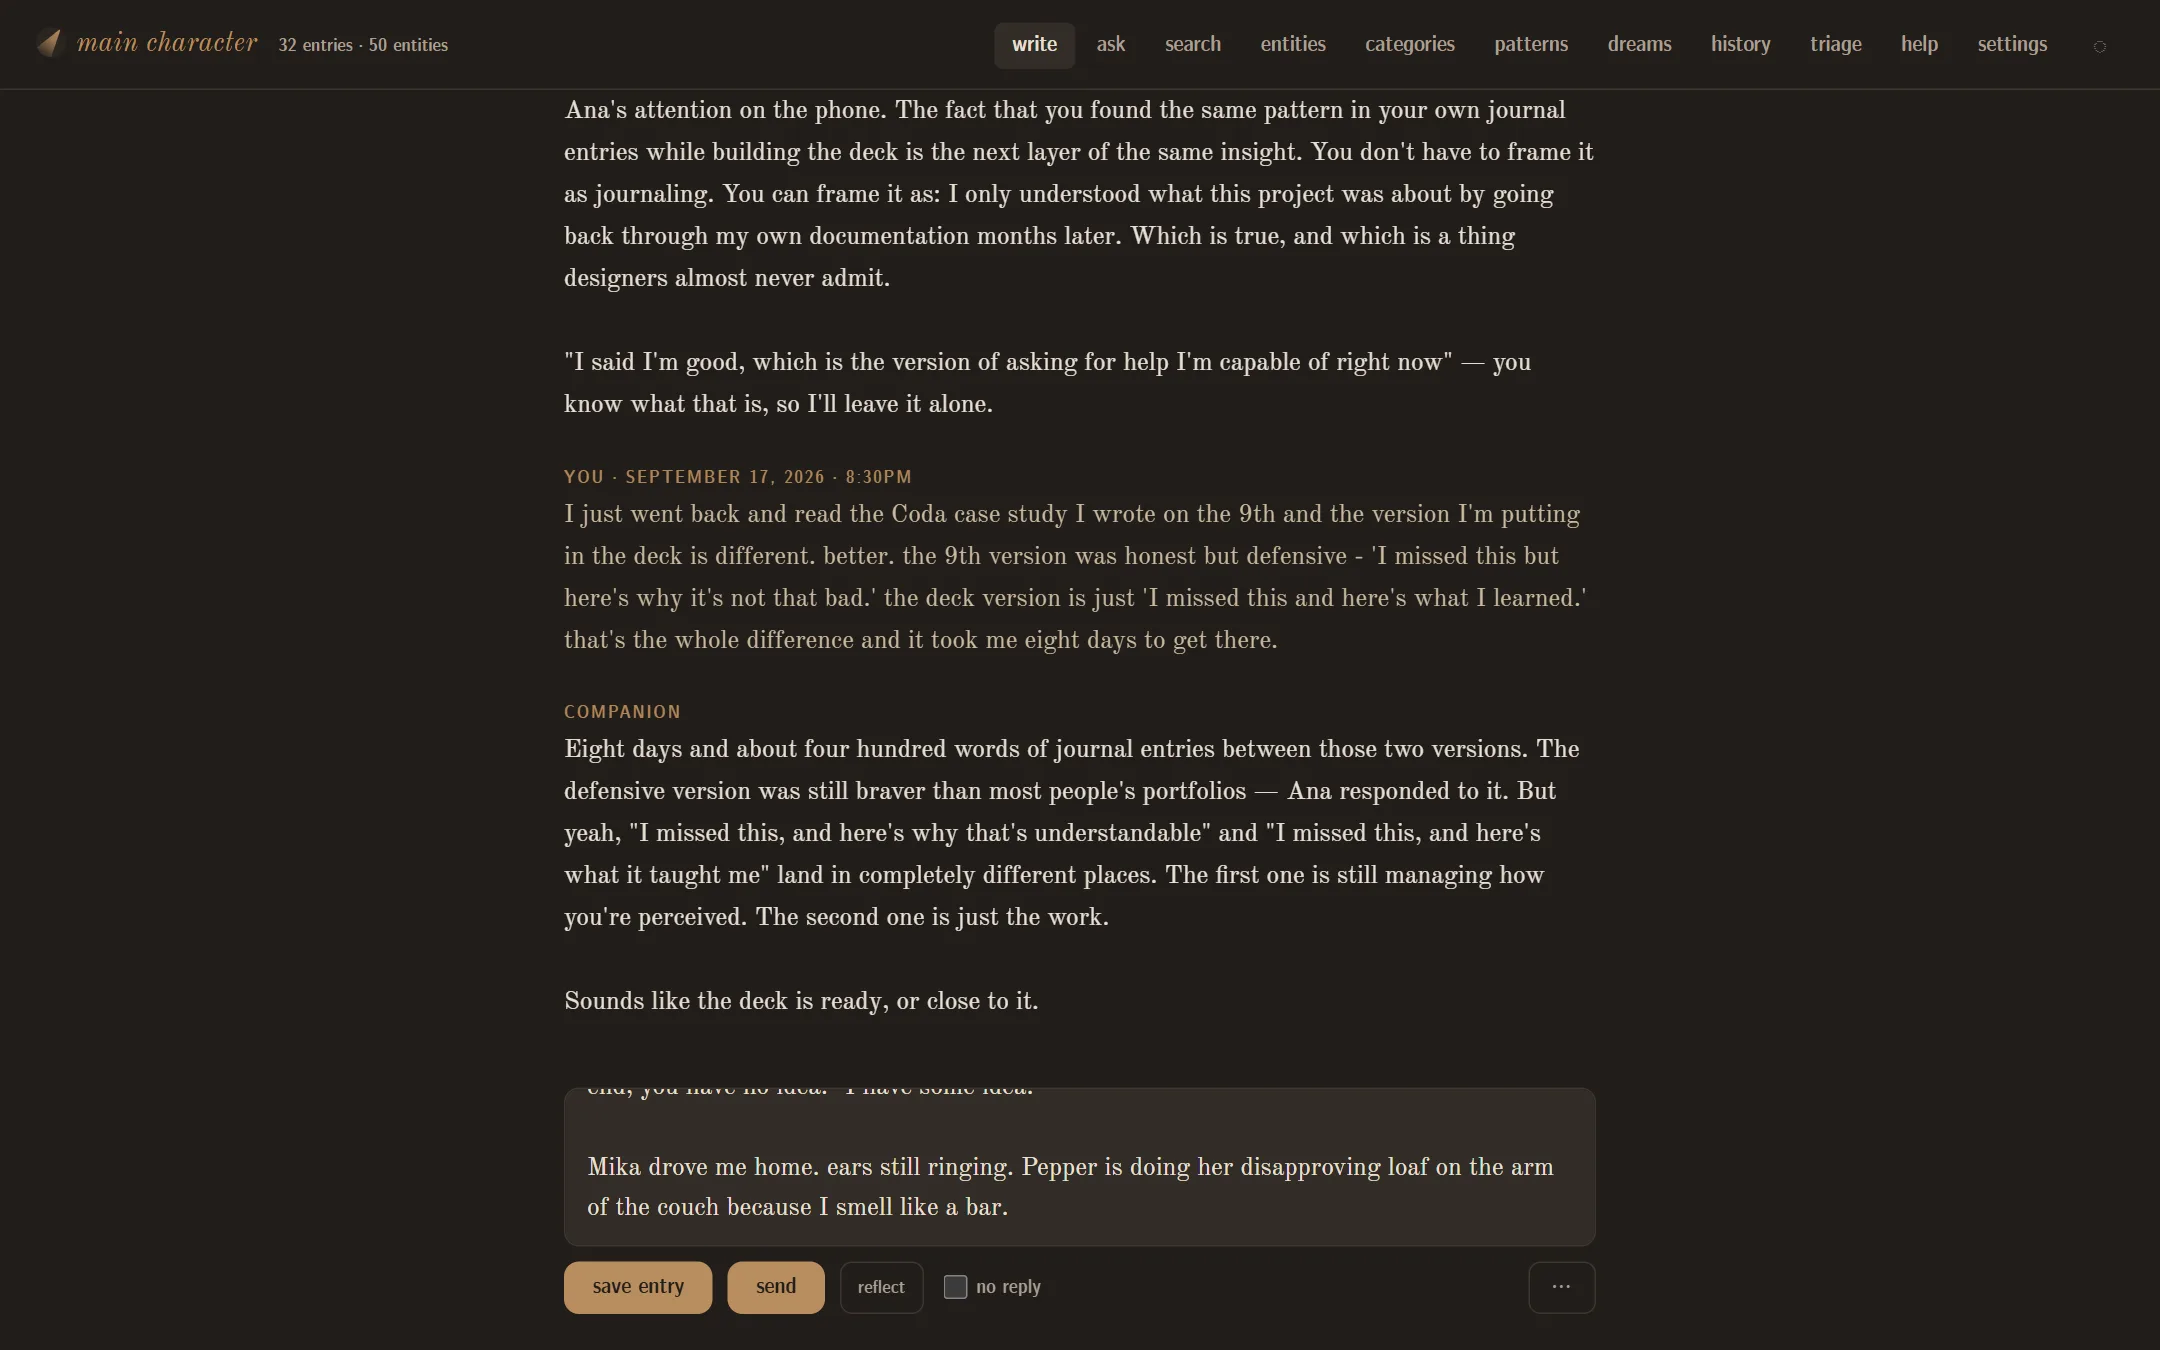 main character 32 entries · 50 entities
write ask search entities categories patterns dreams history triage help settings
Ana's attention on the phone. The fact that you found the same pattern in your own journal
entries while building the deck is the next layer of the same insight. You don't have to frame it
as journaling. You can frame it as: I only understood what this project was about by going
back through my own documentation months later. Which is true, and which is a thing
designers almost never admit.
"I said I'm good, which is the version of asking for help I'm capable of right now" — you
know what that is, so I'll leave it alone.
YOU · SEPTEMBER 17, 2026 · 8:30PM
I just went back and read the Coda case study I wrote on the 9th and the version I'm putting
in the deck is different. better. the 9th version was honest but defensive - 'I missed this but
here's why it's not that bad.' the deck version is just 'I missed this and here's what I learned.'
that's the whole difference and it took me eight days to get there.
COMPANION
Eight days and about four hundred words of journal entries between those two versions. The
defensive version was still braver than most people's portfolios — Ana responded to it. But
yeah, "I missed this, and here's why that's understandable" and "I missed this, and here's
what it taught me" land in completely different places. The first one is still managing how
you're perceived. The second one is just the work.
Sounds like the deck is ready, or close to it.
end, you have no idea." I have some idea.
Mika drove me home. ears still ringing. Pepper is doing her disapproving loaf on the arm
of the couch because I smell like a bar.
save entry send reflect no reply ...